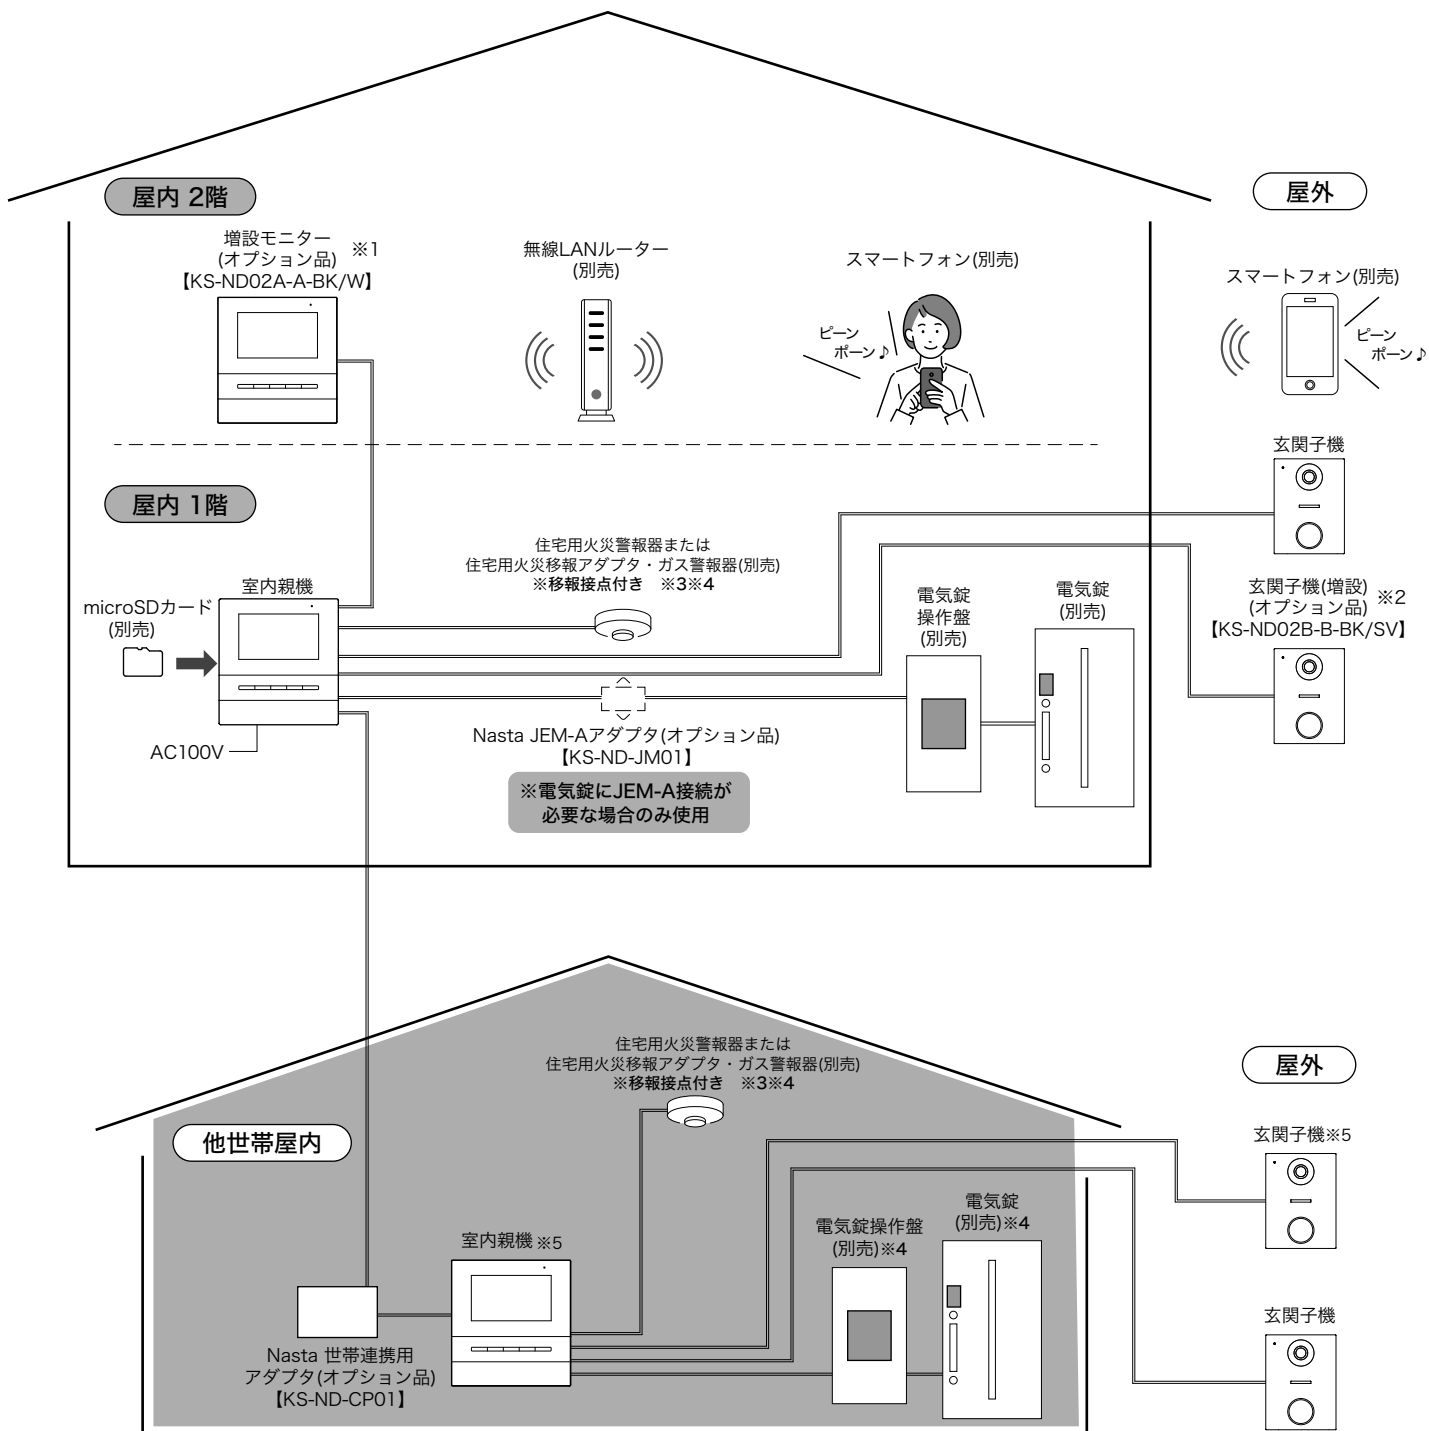 屋内 2階
屋外
増設モニター ※1
(オプション品)
【KS-ND02A-A-BK/W】
無線LANルーター
(別売)
スマートフォン(別売)
ピーン
ポーン♪
スマートフォン(別売)
ピーン
ポーン♪
玄関子機
屋内 1階
住宅用火災警報器または
住宅用火災移報アダプタ・ガス警報器(別売)
※移報接点付き ※3※4
室内親機
microSDカード
(別売)
AC100V
電気錠
操作盤
(別売)
電気錠
(別売)
玄関子機(増設) ※2
(オプション品)
【KS-ND02B-B-BK/SV】
Nasta JEM-Aアダプタ(オプション品)
【KS-ND-JM01】
※電気錠にJEM-A接続が
必要な場合のみ使用
住宅用火災警報器または
住宅用火災移報アダプタ・ガス警報器(別売)
※移報接点付き ※3※4
屋外
他世帯屋内
玄関子機※5
室内親機 ※5
電気錠操作盤
(別売)※4
電気錠
(別売)※4
玄関子機
Nasta 世帯連携用
アダプタ(オプション品)
【KS-ND-CP01】